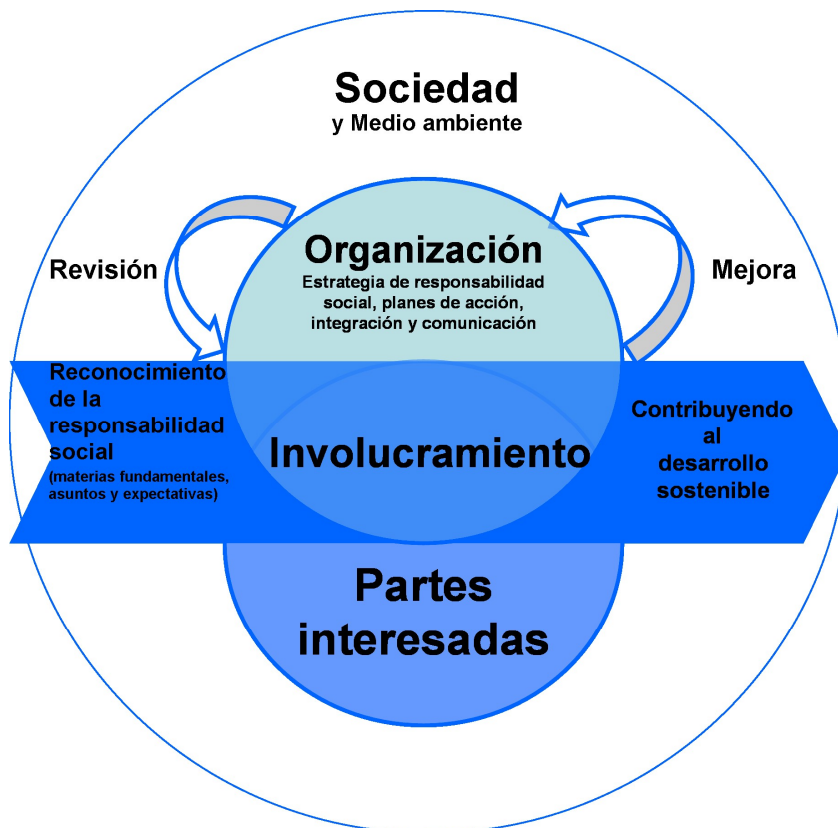 Sociedad
y Medio ambiente
Organización
Estrategia de responsabilidad
social, planes de acción,
integración y comunicación
Revisión
Mejora
Reconocimiento
de la
responsabilidad
social
(materias fundamentales,
asuntos y expectativas)
Involucramiento
Contribuyendo
al
desarrollo
sostenible
Partes
interesadas